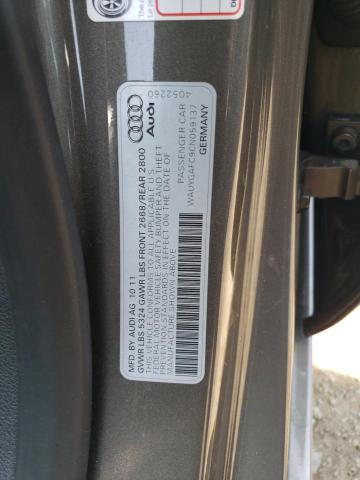 MFD. BY AUDI AG 10 11
GVWR LBS 5324 GAWR LBS FRONT 2668/REAR 2800
THIS VEHICLE CONFORMS TO ALL APPLICABLE U.S.
FEDERAL MOTOR VEHICLE SAFETY BUMPER AND THEFT
PREVENTION STANDARDS IN EFFECT ON THE DATE OF
MANUFACTURE SHOWN ABOVE.
PASSENGER CAR
WAUYGAFC9CN059137
GERMANY
Audi
4052260